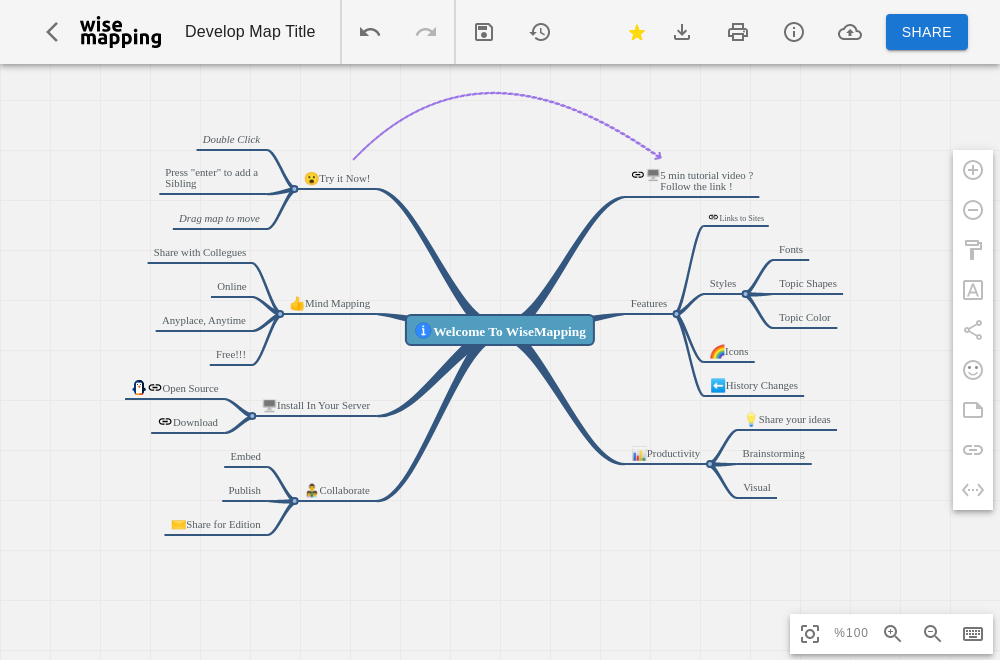 wise
mapping
Develop Map Title
SHARE
Double Click
Press "enter" to add a
Sibling
Drag map to move
Try it Now!
Share with Collegues
Online
Anyplace, Anytime
Free!!!
Mind Mapping
Open Source
Download
Install In Your Server
Embed
Publish
Share for Edition
Collaborate
Welcome To WiseMapping
5 min tutorial video ?
Follow the link !
Links to Sites
Features
Styles
Fonts
Topic Shapes
Topic Color
Icons
History Changes
Productivity
Share your ideas
Brainstorming
Visual
%100